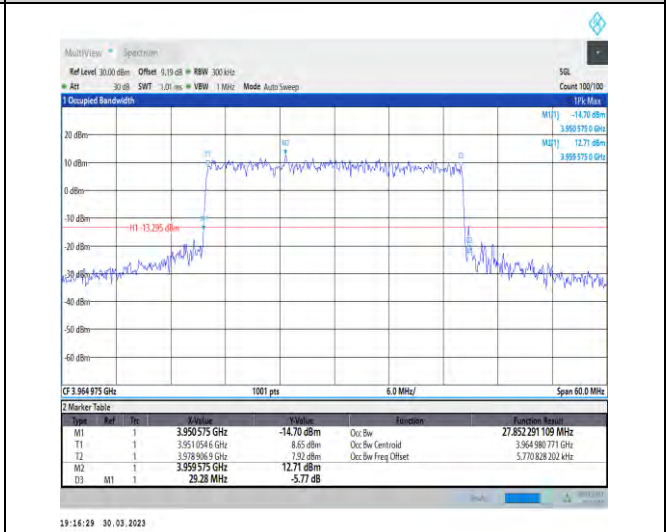 MultiView Spectrum
Ref Level 30.00 dBm Offset 9.19 dB RBW 300 kHz SGL
Att 30 dB SWT 1.01 ms VBW 1 MHz Mode Auto Sweep Count 100/100
1 Occupied Bandwidth 1Pk Max
M1[1] -14.70 dBm
3.950 575 0 GHz
M2[1] 12.71 dBm
3.959 575 0 GHz
20 dBm
M2
T1
T2
10 dBm
0 dBm
-10 dBm
H1 -13.295 dBm
-20 dBm
-30 dBm
-40 dBm
-50 dBm
-60 dBm
CF 3.964 975 GHz 1001 pts 6.0 MHz/ Span 60.0 MHz
2 Marker Table
Type Ref Trc X-Value Y-Value Function Function Result
M1 1 3.950 575 GHz -14.70 dBm Occ Bw 27.852 291 109 MHz
T1 1 3.951 054 6 GHz 8.65 dBm Occ Bw Centroid 3.964 980 771 GHz
T2 1 3.978 906 9 GHz 7.92 dBm Occ Bw Freq Offset 5.770 828 202 kHz
M2 1 3.959 575 GHz 12.71 dBm
D3 M1 1 29.28 MHz -5.77 dB
19:16:29 30.03.2023